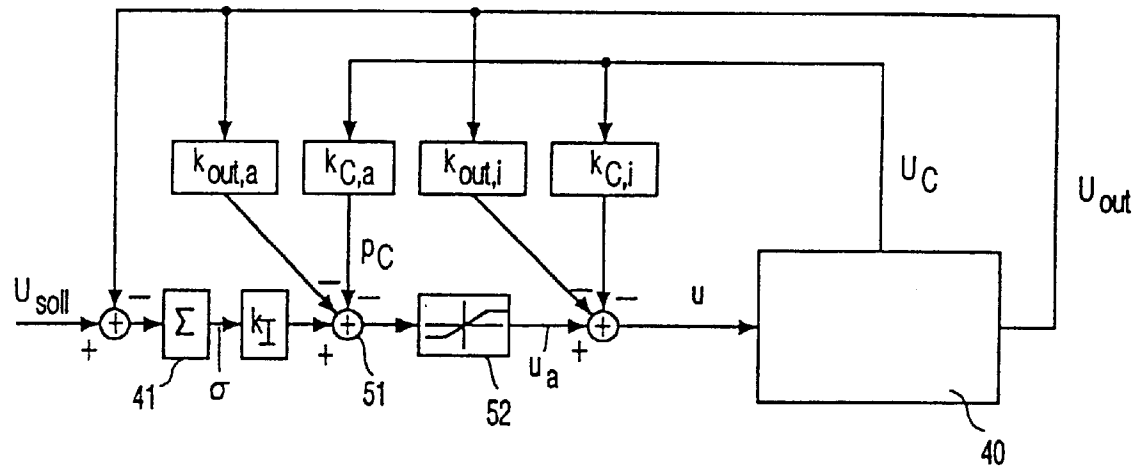 k_out,a
k_C,a
k_out,i
k_C,i
U_C
U_out
p_C
U_soll
−
−
−
−
−
u
+
Σ
σ
k_I
+
+
+
+
u_a
+
+
41
51
52
40